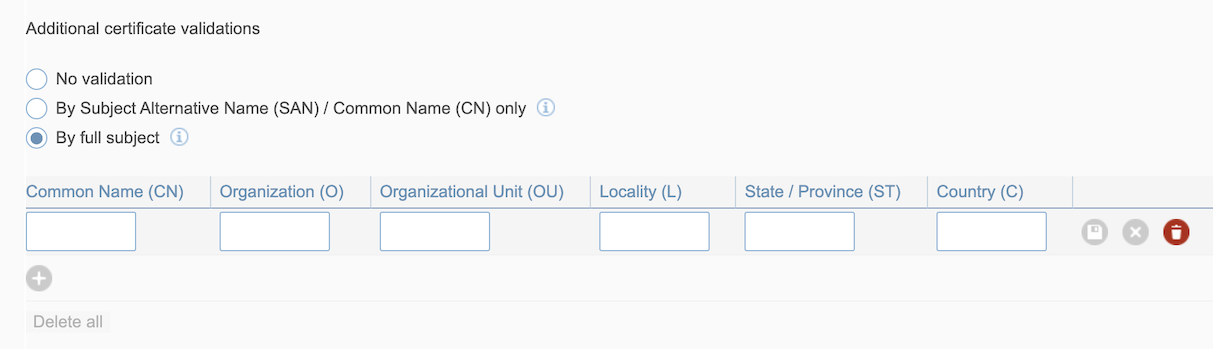 Additional certificate validations
No validation
By Subject Alternative Name (SAN) / Common Name (CN) only
By full subject
Common Name (CN) Organization (O) Organizational Unit (OU) Locality (L) State / Province (ST) Country (C)
Delete all